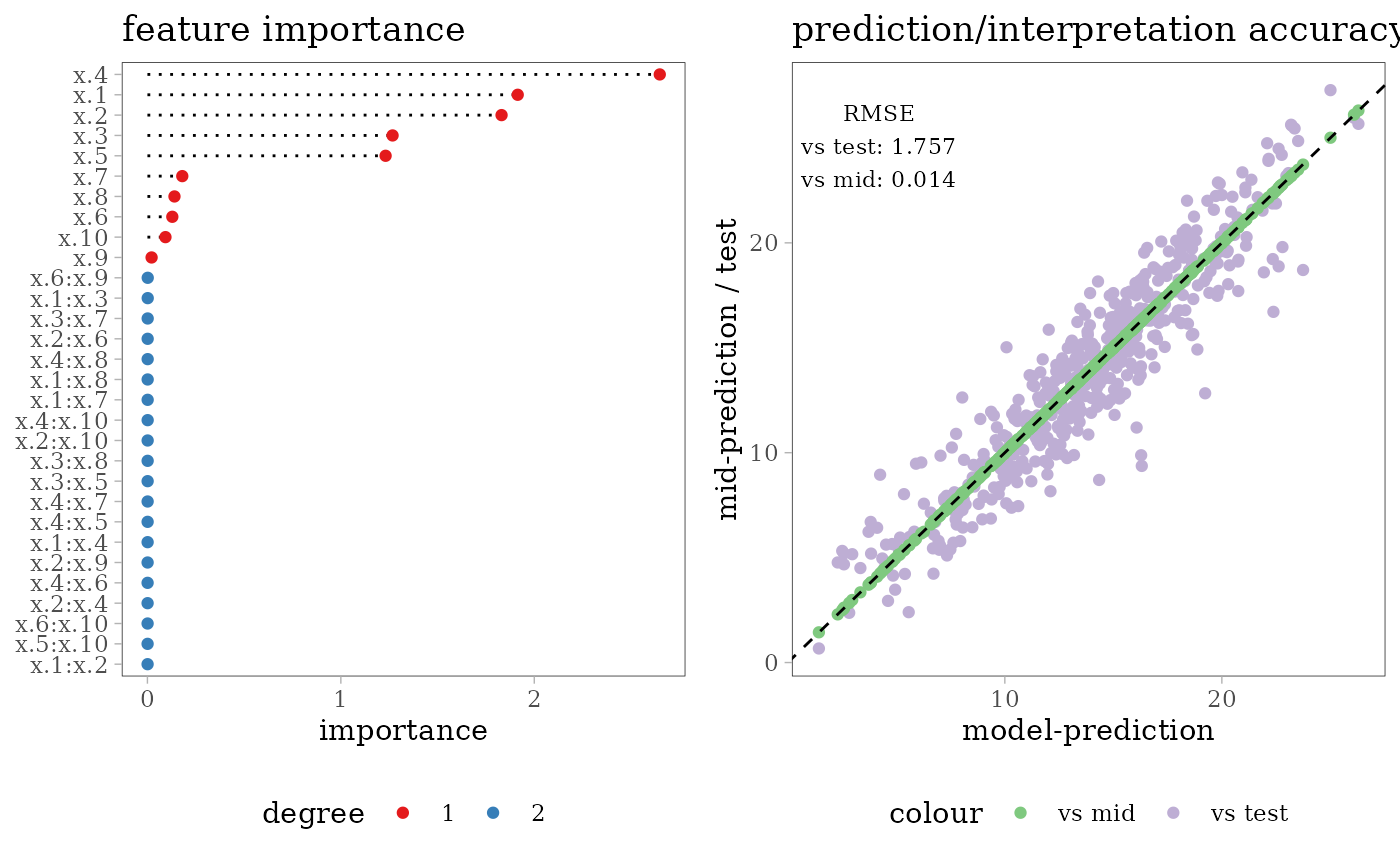 feature importance
x.4
x.1
x.2
x.3
x.5
x.7
x.8
x.6
x.10
x.9
x.6:x.9
x.1:x.3
x.3:x.7
x.2:x.6
x.4:x.8
x.1:x.8
x.1:x.7
x.4:x.10
x.2:x.10
x.3:x.8
x.3:x.5
x.4:x.7
x.4:x.5
x.1:x.4
x.2:x.9
x.4:x.6
x.2:x.4
x.6:x.10
x.5:x.10
x.1:x.2
0 1 2
importance
degree 1 2
prediction/interpretation accuracy
RMSE
vs test: 1.757
vs mid: 0.014
mid-prediction / test
20
10
0
10 20
model-prediction
colour vs mid vs test